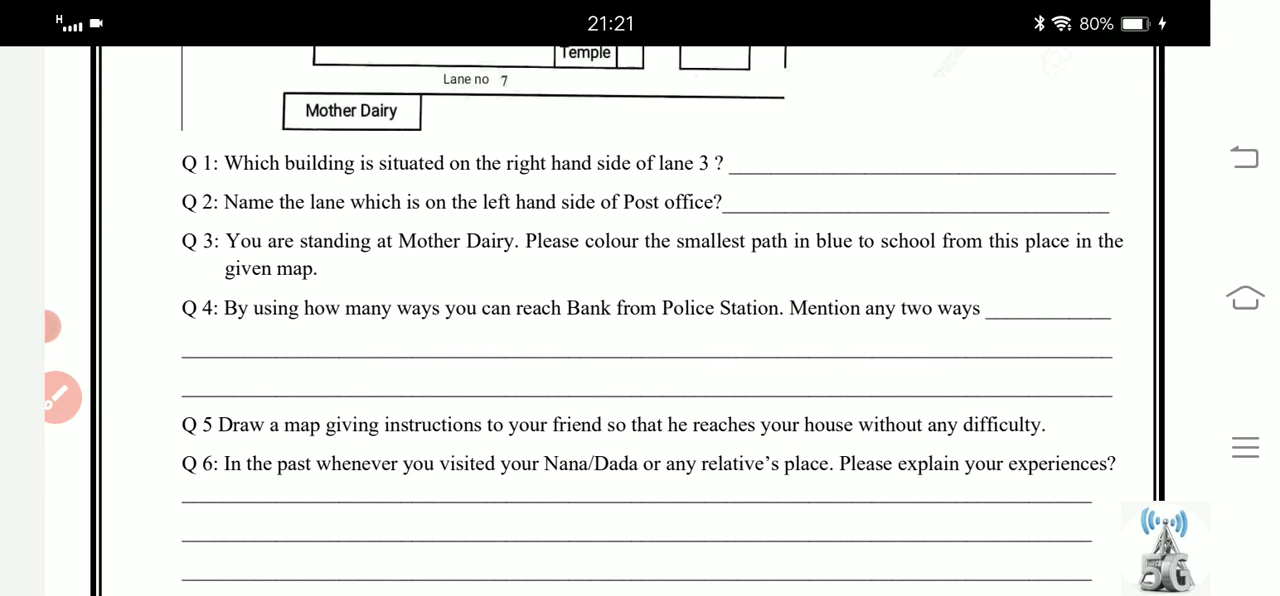 H
21:21
80%
Temple
Lane no 7
Mother Dairy
Q 1: Which building is situated on the right hand side of lane 3 ?
Q 2: Name the lane which is on the left hand side of Post office?
Q 3: You are standing at Mother Dairy. Please colour the smallest path in blue to school from this place in the
given map.
Q 4: By using how many ways you can reach Bank from Police Station. Mention any two ways
Q 5 Draw a map giving instructions to your friend so that he reaches your house without any difficulty.
Q 6: In the past whenever you visited your Nana/Dada or any relative’s place. Please explain your experiences?
5G